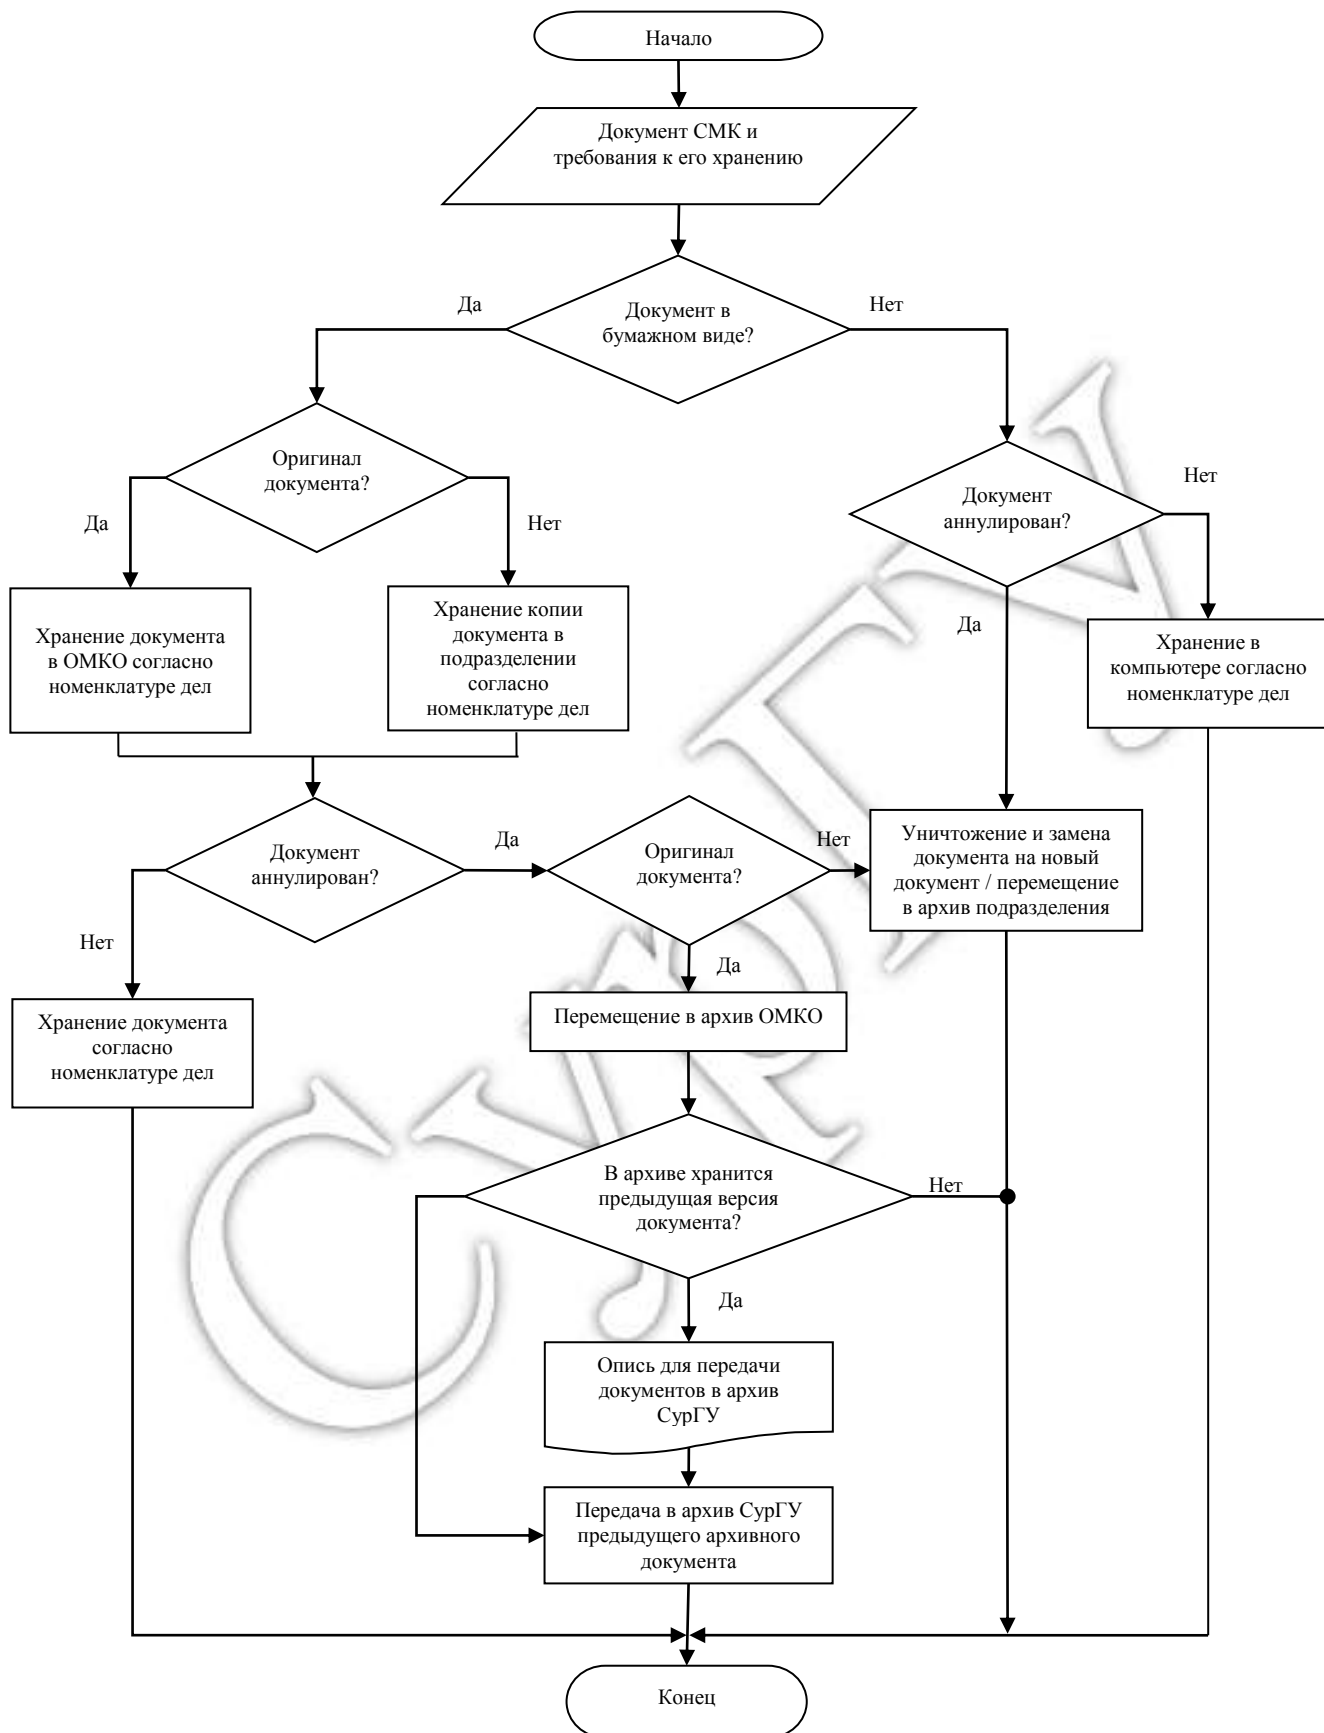 Начало
Документ СМК и
требования к его хранению
Документ в
бумажном виде?
Да
Нет
Оригинал
документа?
Да
Нет
Документ
аннулирован?
Нет
Да
Хранение документа
в ОМКО согласно
номенклатуре дел
Хранение копии
документа в
подразделении
согласно
номенклатуре дел
Хранение в
компьютере согласно
номенклатуре дел
Документ
аннулирован?
Да
Нет
Оригинал
документа?
Нет
Да
Уничтожение и замена
документа на новый
документ / перемещение
в архив подразделения
Хранение документа
согласно
номенклатуре дел
Перемещение в архив ОМКО
В архиве хранится
предыдущая версия
документа?
Нет
Да
Опись для передачи
документов в архив
СурГУ
Передача в архив СурГУ
предыдущего архивного
документа
Конец
СурГУ